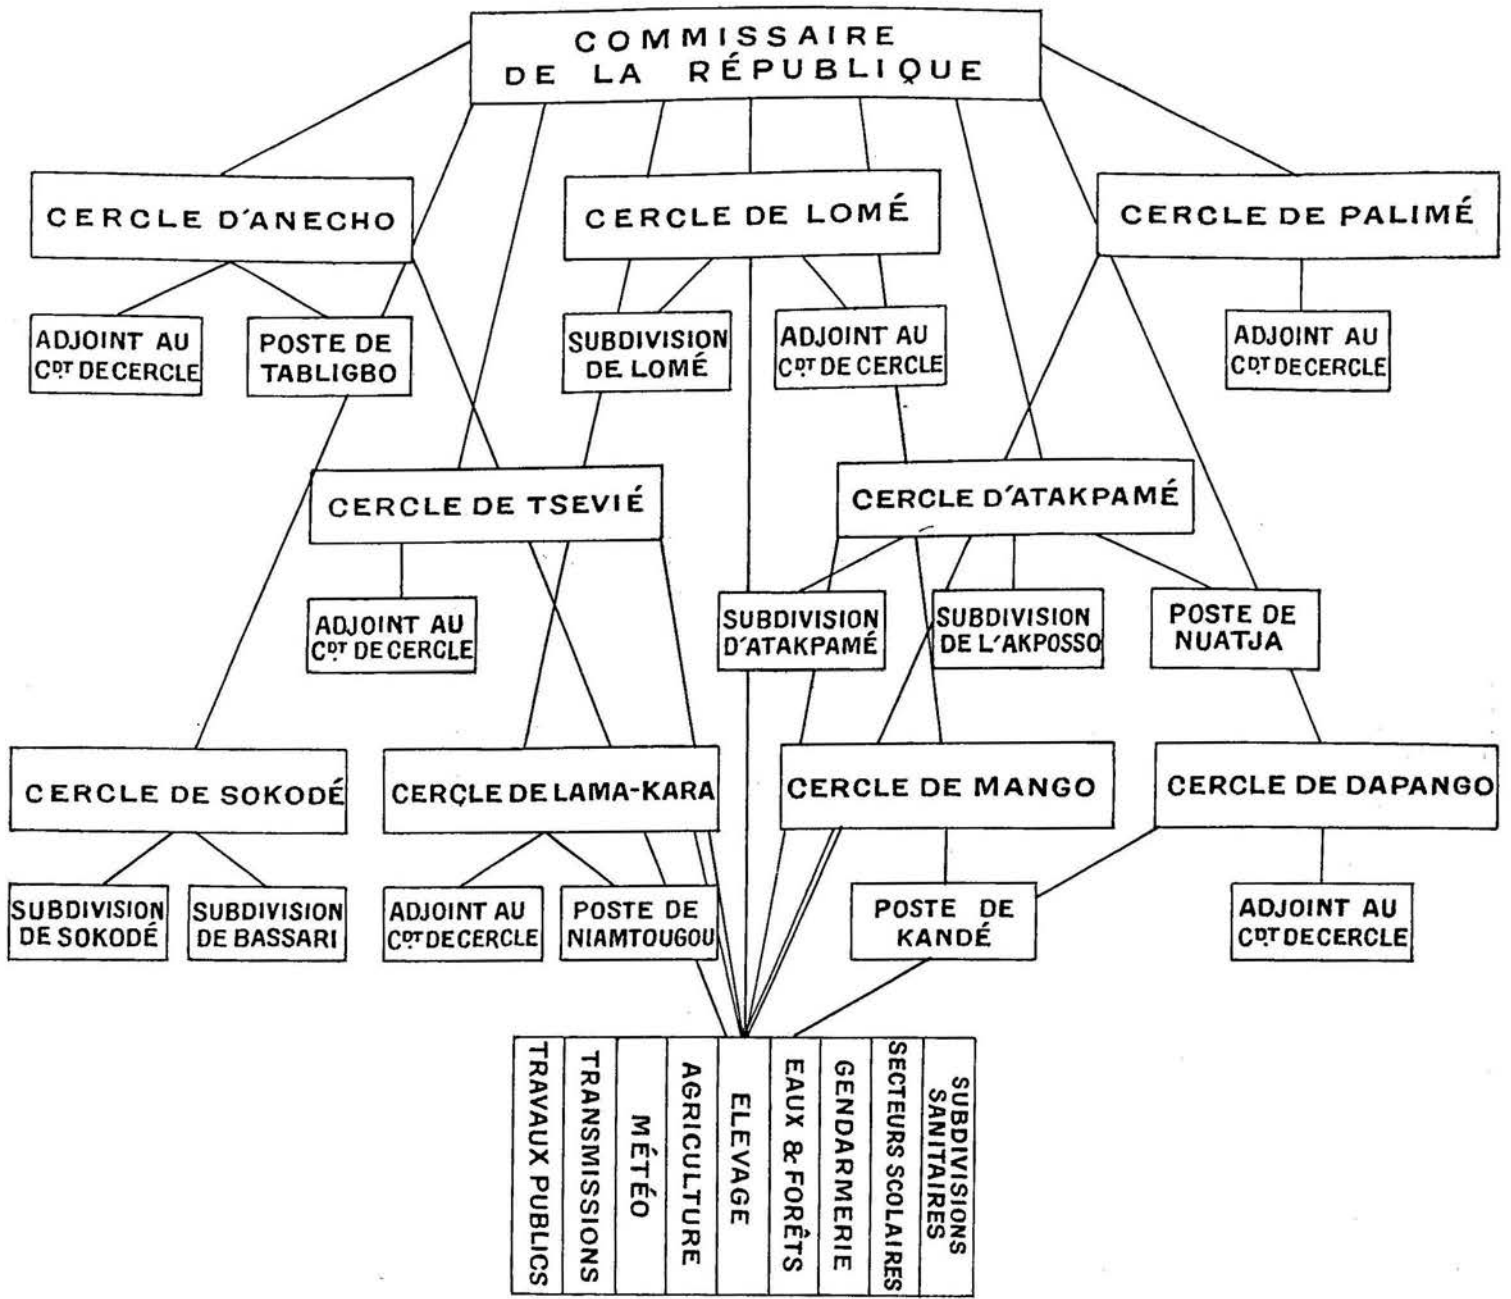 COMMISSAIRE
DE LA RÉPUBLIQUE
CERCLE D'ANECHO
CERCLE DE LOMÉ
CERCLE DE PALIMÉ
ADJOINT AU
CDT DE CERCLE
POSTE DE
TABLIGBO
SUBDIVISION
DE LOMÉ
ADJOINT AU
CDT DE CERCLE
ADJOINT AU
CDT DE CERCLE
CERCLE DE TSEVIÉ
CERCLE D'ATAKPAMÉ
ADJOINT AU
CDT DE CERCLE
SUBDIVISION
D'ATAKPAMÉ
SUBDIVISION
DE L'AKPOSSO
POSTE DE
NUATJA
CERCLE DE SOKODÉ
CERCLE DE LAMA-KARA
CERCLE DE MANGO
CERCLE DE DAPANGO
SUBDIVISION
DE SOKODÉ
SUBDIVISION
DE BASSARI
ADJOINT AU
CDT DE CERCLE
POSTE DE
NIAMTOUGOU
POSTE DE
KANDÉ
ADJOINT AU
CDT DE CERCLE
TRAVAUX PUBLICS
TRANSMISSIONS
MÉTÉO
AGRICULTURE
ELEVAGE
EAUX & FORÊTS
GENDARMERIE
SECTEURS SCOLAIRES
SUBDIVISIONS
SANITAIRES